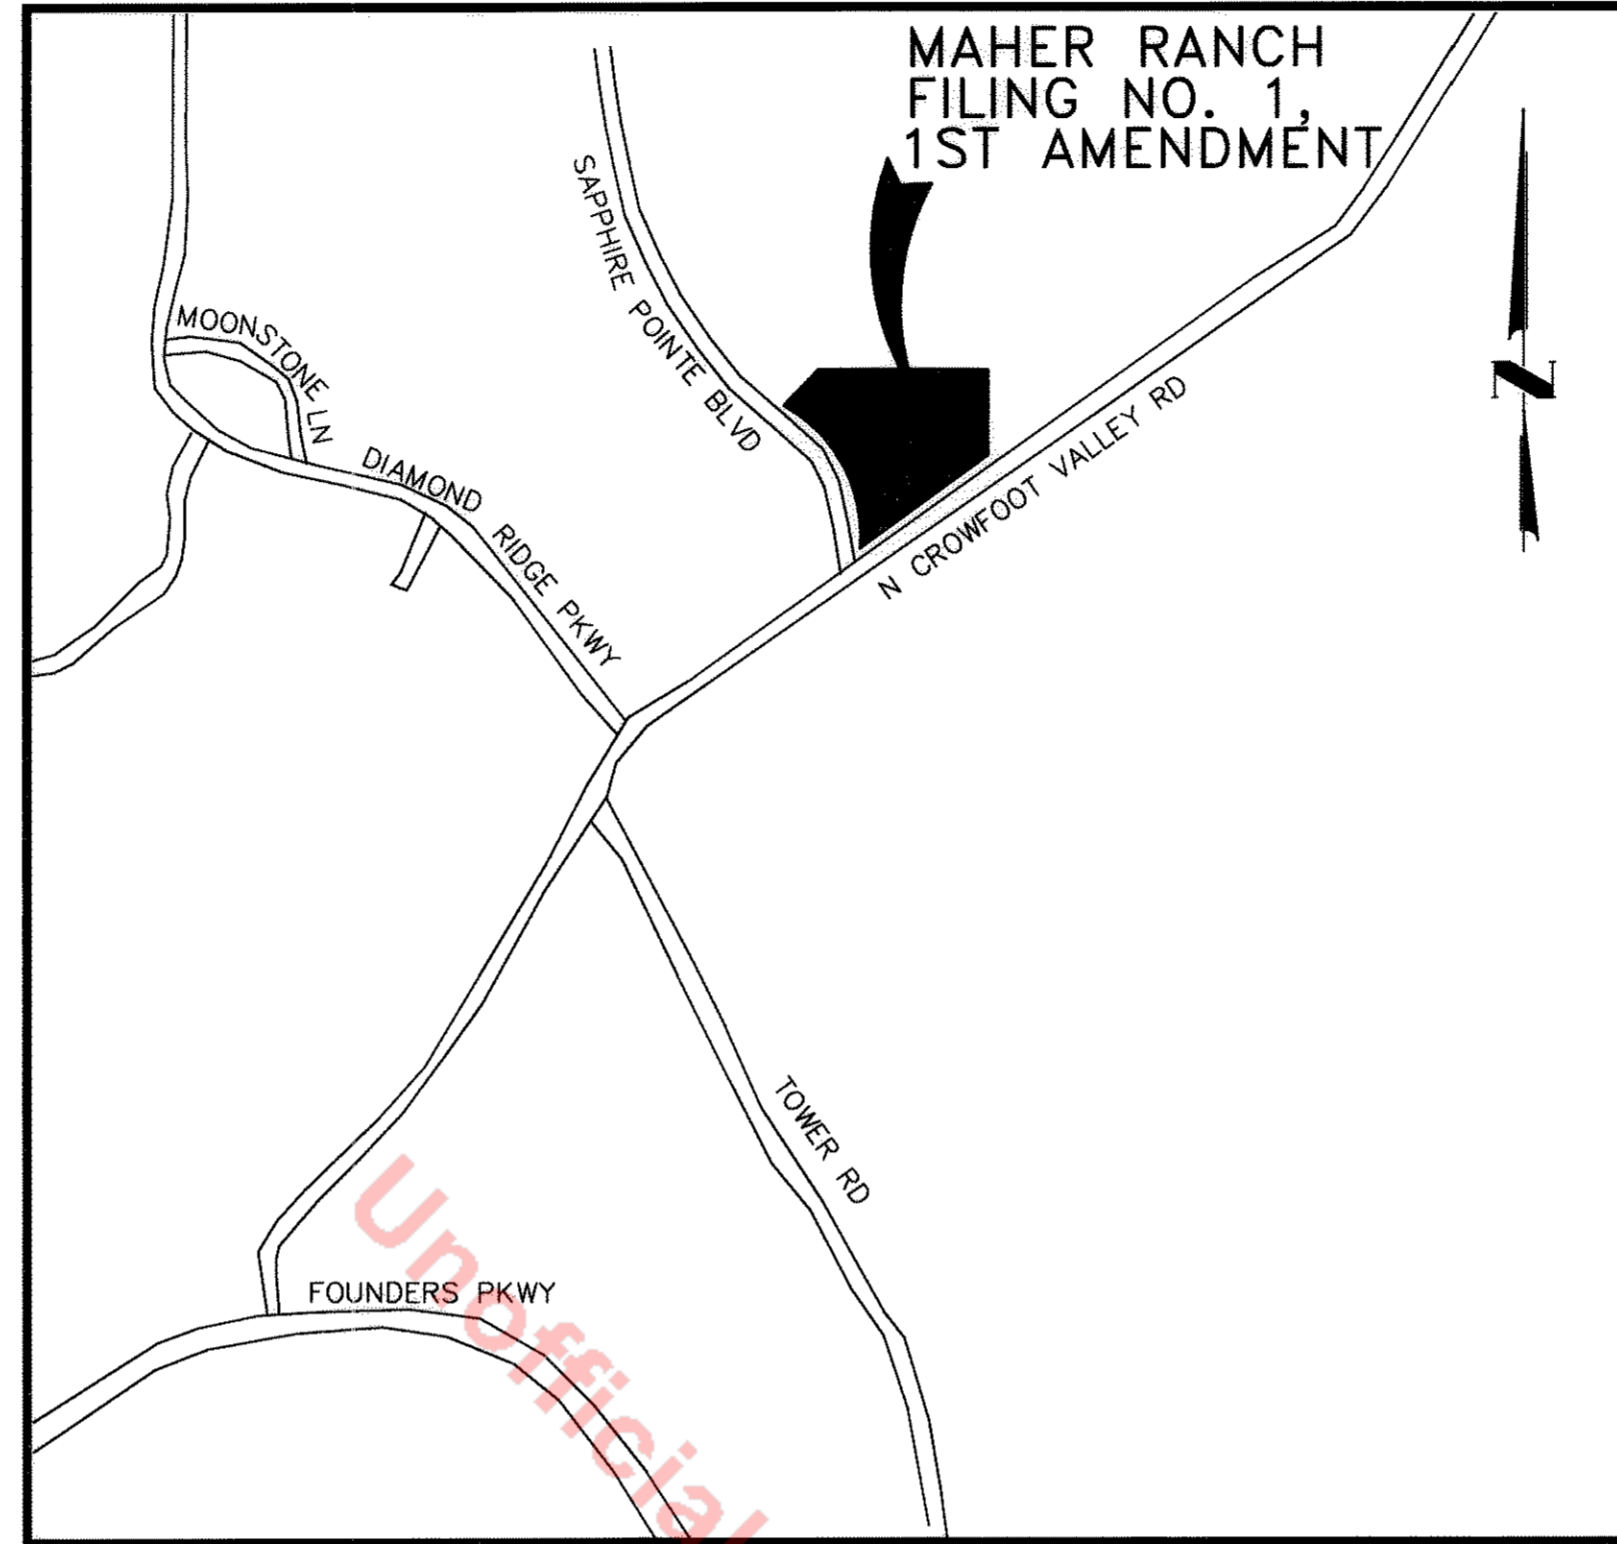 MAHER RANCH
FILING NO. 1,
1ST AMENDMENT
SAPPHIRE POINTE BLVD
MOONSTONE LN
DIAMOND RIDGE PKWY
N CROWFOOT VALLEY RD
N
TOWER RD
FOUNDERS PKWY
Unofficial